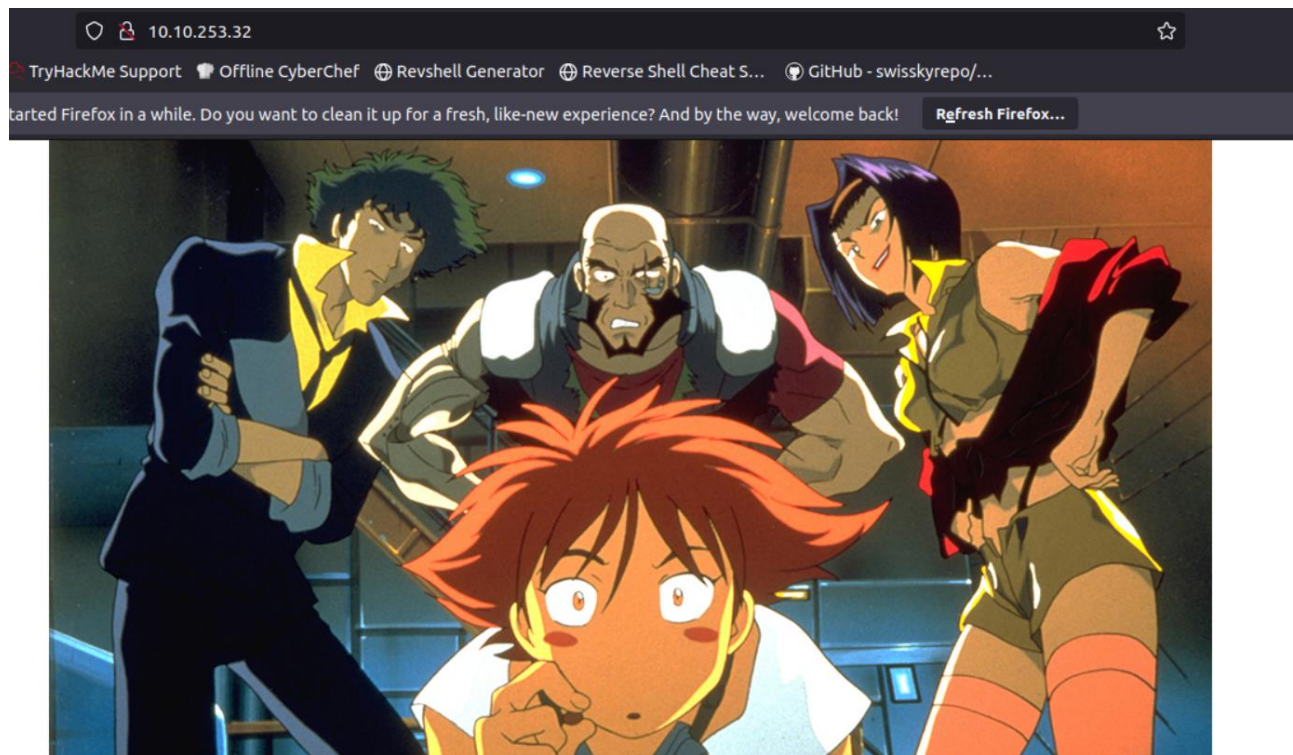 10.10.253.32
TryHackMe Support Offline CyberChef Revshell Generator Reverse Shell Cheat S... GitHub - swisskyrepo/...
tarted Firefox in a while. Do you want to clean it up for a fresh, like-new experience? And by the way, welcome back! Refresh Firefox...